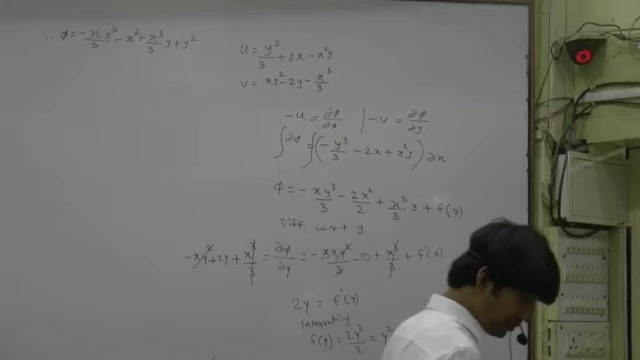 ∴ φ = -xy³/3 - x² + x³/3 y + y²
u = y³/3 + 2x - x²y
v = xy² - 2y - x³/3
-u = ∂φ/∂x | -v = ∂φ/∂y
∫∂φ = ∫(-y³/3 - 2x + x²y) ∂x
φ = -xy³/3 - 2x²/2 + x³/3 y + f(y)
Diff wrt y
-xy² + 2y + x³/3 = ∂φ/∂y = -3xy²/3 - 0 + x³/3 + f'(y)
2y = f'(y)
Integrating
f(y) = 2y²/2 = y²